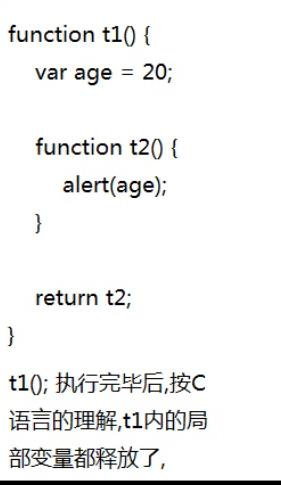 function t1() {
var age = 20;
function t2() {
alert(age);
}
return t2;
}
t1(); 执行完毕后,按C
语言的理解,t1内的局
部变量都释放了,